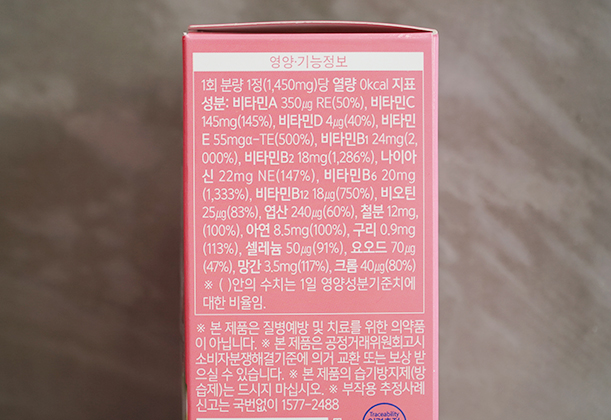 영양·기능정보
1회 분량 1정(1,450mg)당 열량 0kcal 지표
성분: 비타민A 350㎍ RE(50%), 비타민C
145mg(145%), 비타민D 4㎍(40%), 비타민
E 55mgα-TE(500%), 비타민B1 24mg(2,
000%), 비타민B2 18mg(1,286%), 나이아
신 22mg NE(147%), 비타민B6 20mg
(1,333%), 비타민B12 18㎍(750%), 비오틴
25㎍(83%), 엽산 240㎍(60%), 철분 12mg,
(100%), 아연 8.5mg(100%), 구리 0.9mg
(113%), 셀레늄 50㎍(91%), 요오드 70㎍
(47%), 망간 3.5mg(117%), 크롬 40㎍(80%)
※ ( )안의 수치는 1일 영양성분기준치에
대한 비율임.
※ 본 제품은 질병예방 및 치료를 위한 의약품
이 아닙니다. ※ 본 제품은 공정거래위원회고시
소비자분쟁해결기준에 의거 교환 또는 보상 받
으실 수 있습니다. ※ 본 제품의 습기방지제(방
습제)는 드시지 마십시오. ※ 부작용 추정사례
신고는 국번없이 1577-2488
Traceability